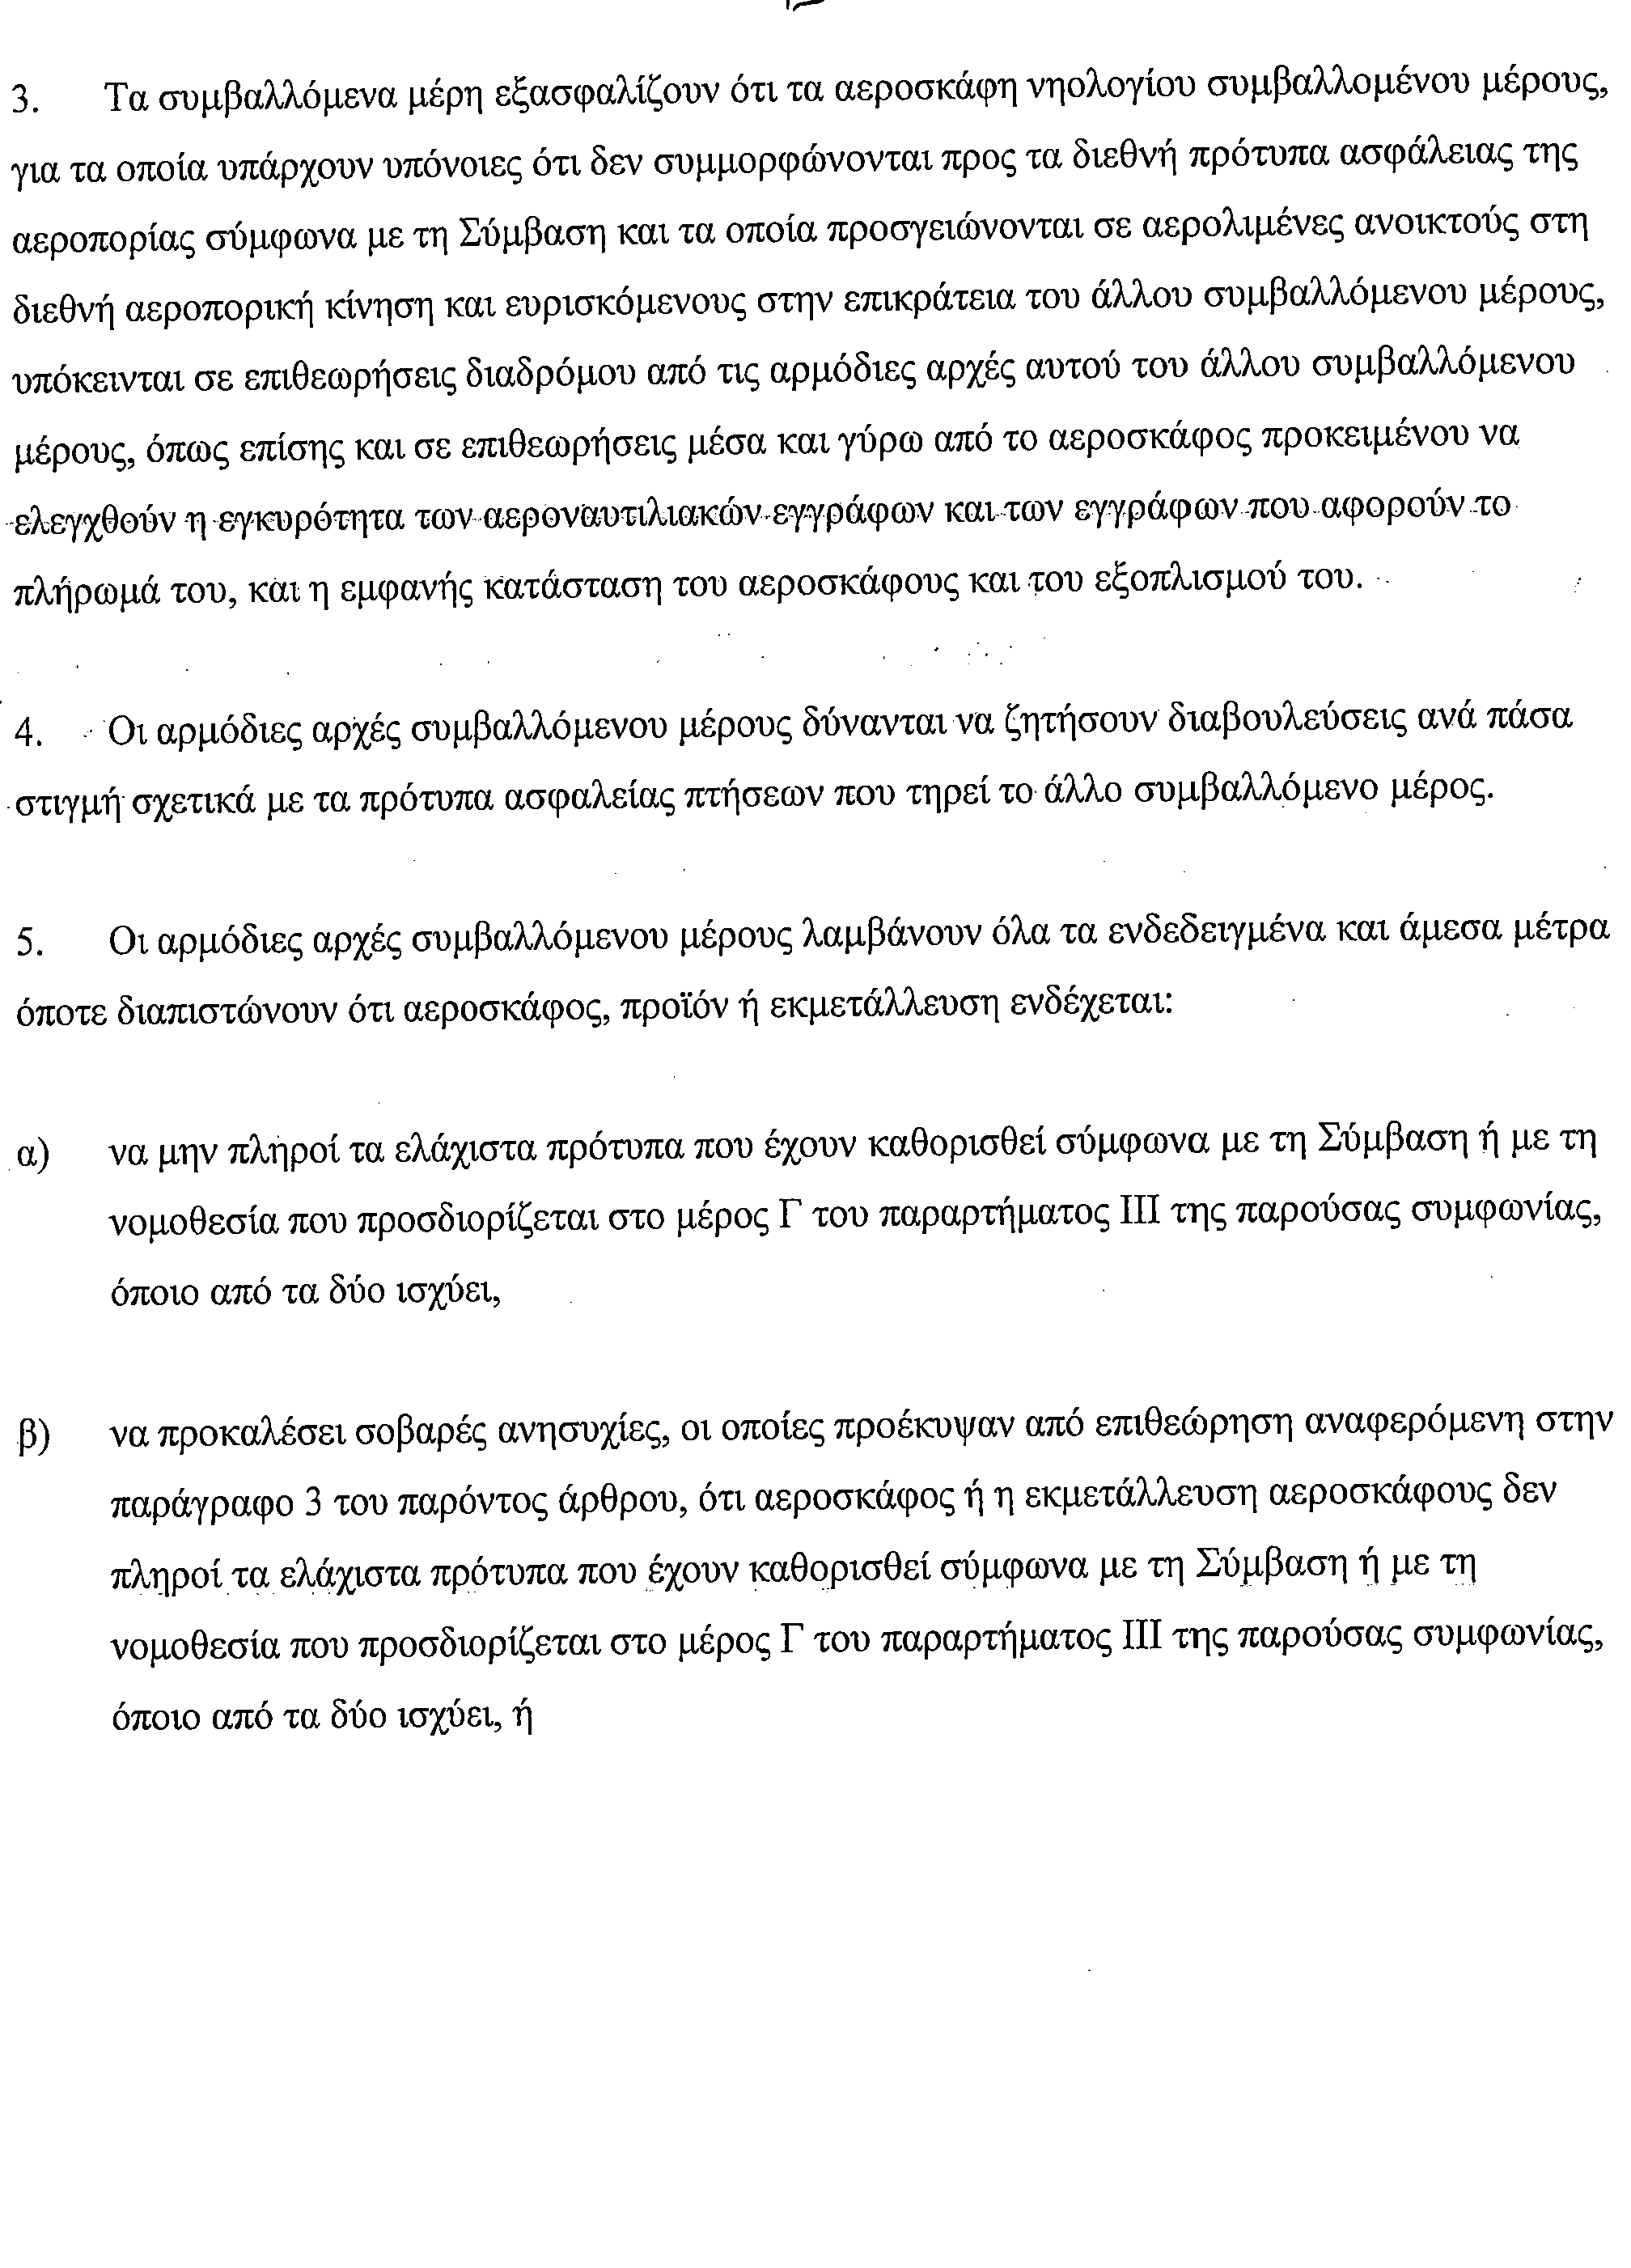 3. Τα συμβαλλόμενα μέρη εξασφαλίζουν ότι τα αεροσκάφη νηολογίου συμβαλλομένου μέρους,
για τα οποία υπάρχουν υπόνοιες ότι δεν συμμορφώνονται προς τα διεθνή πρότυπα ασφάλειας της
αεροπορίας σύμφωνα με τη Σύμβαση και τα οποία προσγειώνονται σε αερολιμένες ανοικτούς στη
διεθνή αεροπορική κίνηση και ευρισκόμενους στην επικράτεια του άλλου συμβαλλόμενου μέρους,
υπόκεινται σε επιθεωρήσεις διαδρόμου από τις αρμόδιες αρχές αυτού του άλλου συμβαλλόμενου
μέρους, όπως επίσης και σε επιθεωρήσεις μέσα και γύρω από το αεροσκάφος προκειμένου να
ελεγχθούν η εγκυρότητα των αεροναυτιλιακών εγγράφων και των εγγράφων που αφορούν το
πλήρωμά του, και η εμφανής κατάσταση του αεροσκάφους και του εξοπλισμού του.
4. Οι αρμόδιες αρχές συμβαλλόμενου μέρους δύνανται να ζητήσουν διαβουλεύσεις ανά πάσα
στιγμή σχετικά με τα πρότυπα ασφαλείας πτήσεων που τηρεί το άλλο συμβαλλόμενο μέρος.
5. Οι αρμόδιες αρχές συμβαλλόμενου μέρους λαμβάνουν όλα τα ενδεδειγμένα και άμεσα μέτρα
όποτε διαπιστώνουν ότι αεροσκάφος, προϊόν ή εκμετάλλευση ενδέχεται:
α) να μην πληροί τα ελάχιστα πρότυπα που έχουν καθορισθεί σύμφωνα με τη Σύμβαση ή με τη
νομοθεσία που προσδιορίζεται στο μέρος Γ του παραρτήματος III της παρούσας συμφωνίας,
όποιο από τα δύο ισχύει,
β) να προκαλέσει σοβαρές ανησυχίες, οι οποίες προέκυψαν από επιθεώρηση αναφερόμενη στην
παράγραφο 3 του παρόντος άρθρου, ότι αεροσκάφος ή η εκμετάλλευση αεροσκάφους δεν
πληροί τα ελάχιστα πρότυπα που έχουν καθορισθεί σύμφωνα με τη Σύμβαση ή με τη
νομοθεσία που προσδιορίζεται στο μέρος Γ του παραρτήματος III της παρούσας συμφωνίας,
όποιο από τα δύο ισχύει, ή